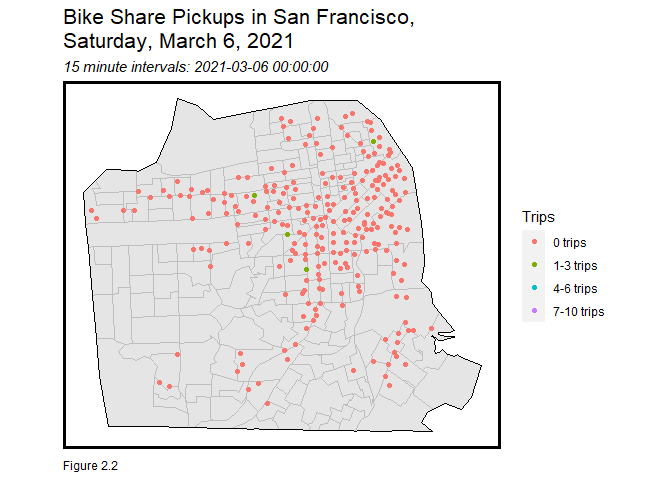 Bike Share Pickups in San Francisco,
Saturday, March 6, 2021
15 minute intervals: 2021-03-06 00:00:00
Trips
0 trips
1-3 trips
4-6 trips
7-10 trips
Figure 2.2